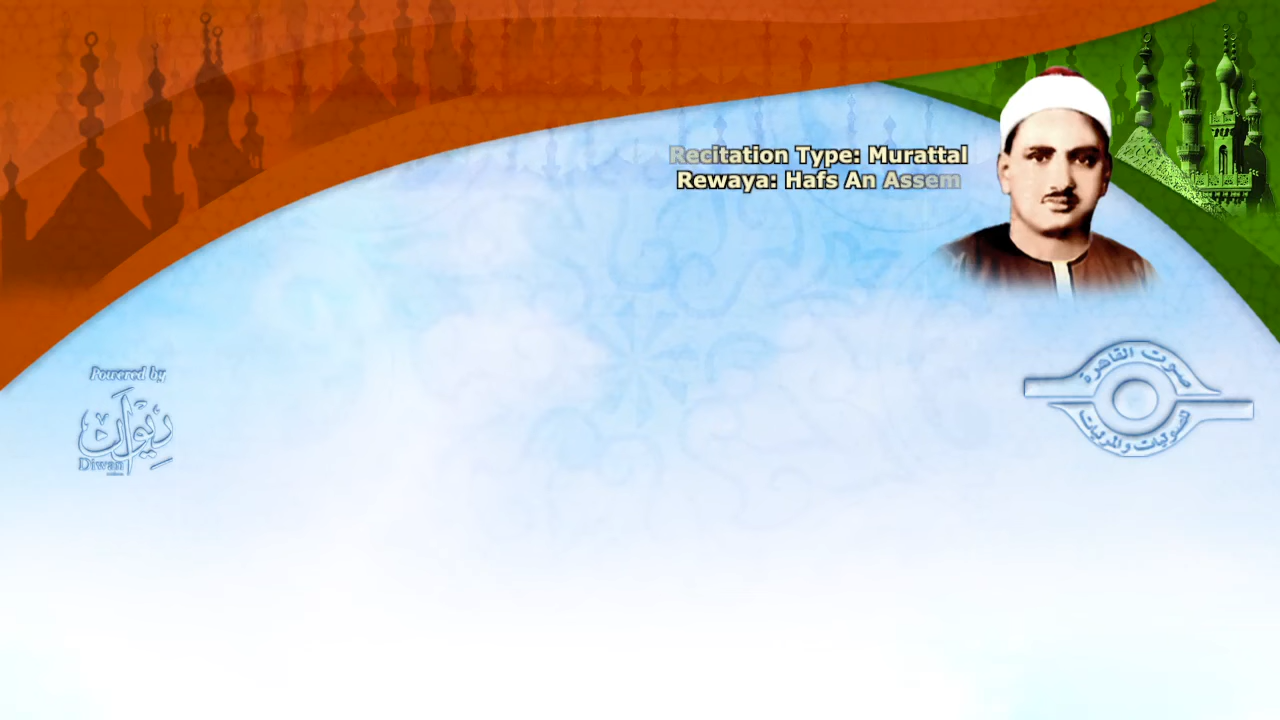 Recitation Type: Murattal
Rewaya: Hafs An Assem
صوت القاهرة
للصوتيات والمرئيات
Powered by
ديوان
Diwan